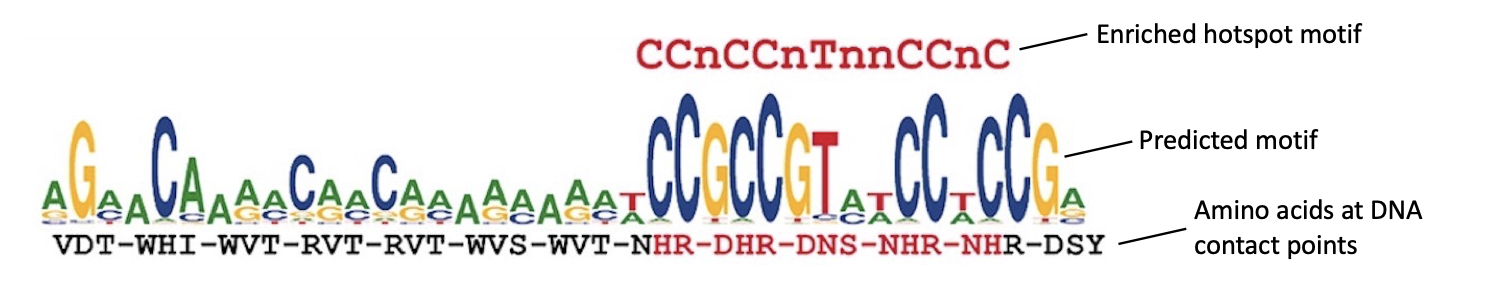 CCnCCnTnnCCnC
Enriched hotspot motif
AGAACAAAACAACAAAAAAAATCCGCCGTATCCTCCGA
Predicted motif
VDT-WHI-WVT-RVT-RVT-WVS-WVT-NHR-DHR-DNS-NHR-NHR-DSY
Amino acids at DNA
contact points